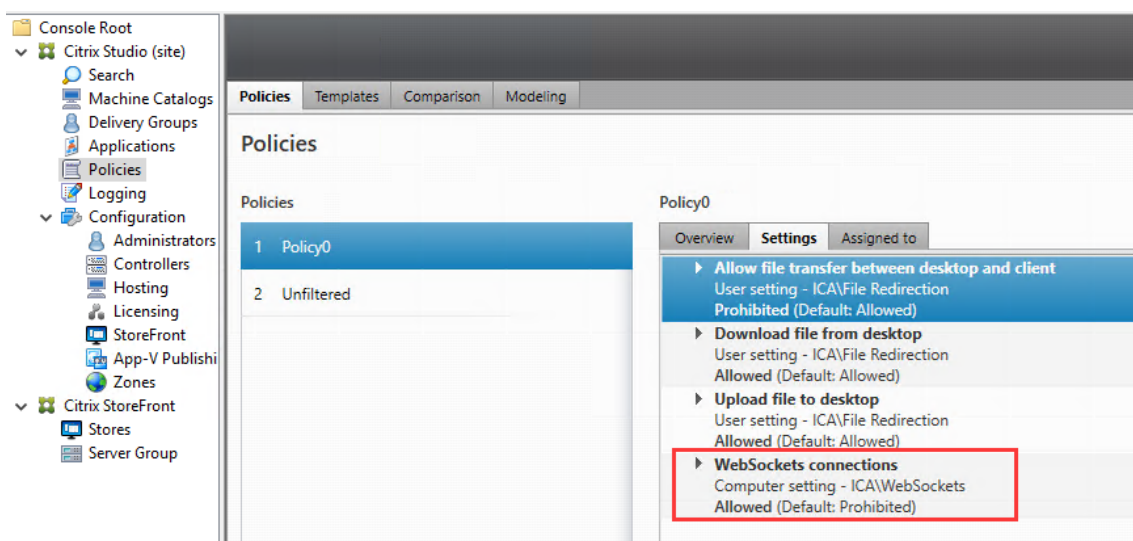 Console Root
Citrix Studio (site)
Search
Machine Catalogs
Delivery Groups
Applications
Policies
Logging
Configuration
Administrators
Controllers
Hosting
Licensing
StoreFront
App-V Publishi
Zones
Citrix StoreFront
Stores
Server Group
Policies Templates Comparison Modeling
Policies
Policies
1 Policy0
2 Unfiltered
Policy0
Overview Settings Assigned to
Allow file transfer between desktop and client
User setting - ICA\File Redirection
Prohibited (Default: Allowed)
Download file from desktop
User setting - ICA\File Redirection
Allowed (Default: Allowed)
Upload file to desktop
User setting - ICA\File Redirection
Allowed (Default: Allowed)
WebSockets connections
Computer setting - ICA\WebSockets
Allowed (Default: Prohibited)